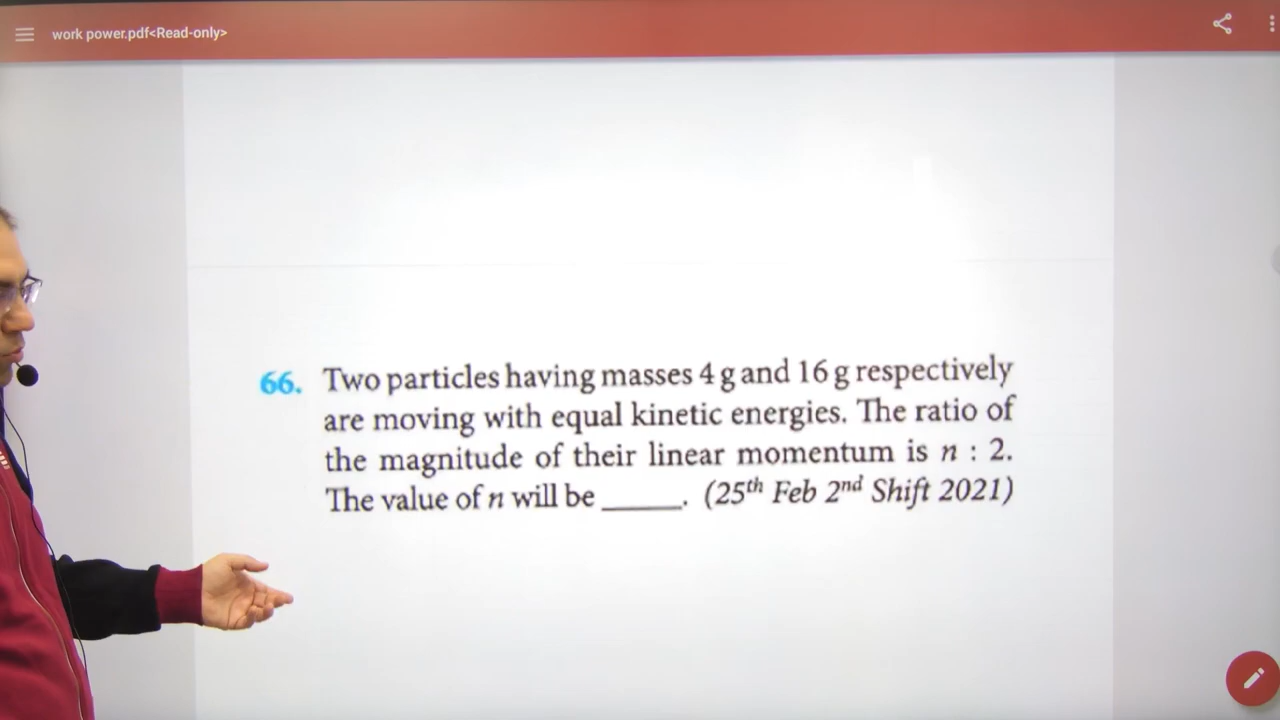 work power.pdf<Read-only>
66. Two particles having masses 4 g and 16 g respectively
are moving with equal kinetic energies. The ratio of
the magnitude of their linear momentum is n : 2.
The value of n will be _____. (25th Feb 2nd Shift 2021)